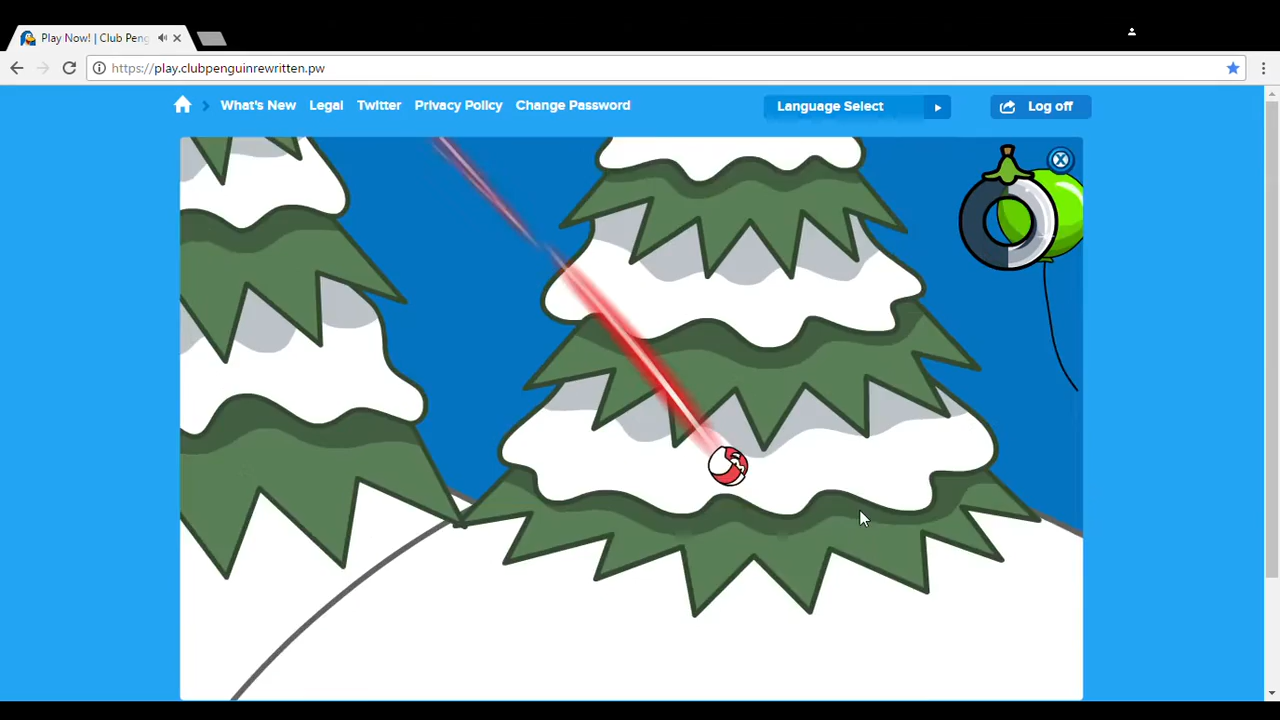 Play Now! | Club Peng
https://play.clubpenguinrewritten.pw
What's New Legal Twitter Privacy Policy Change Password Language Select Log off